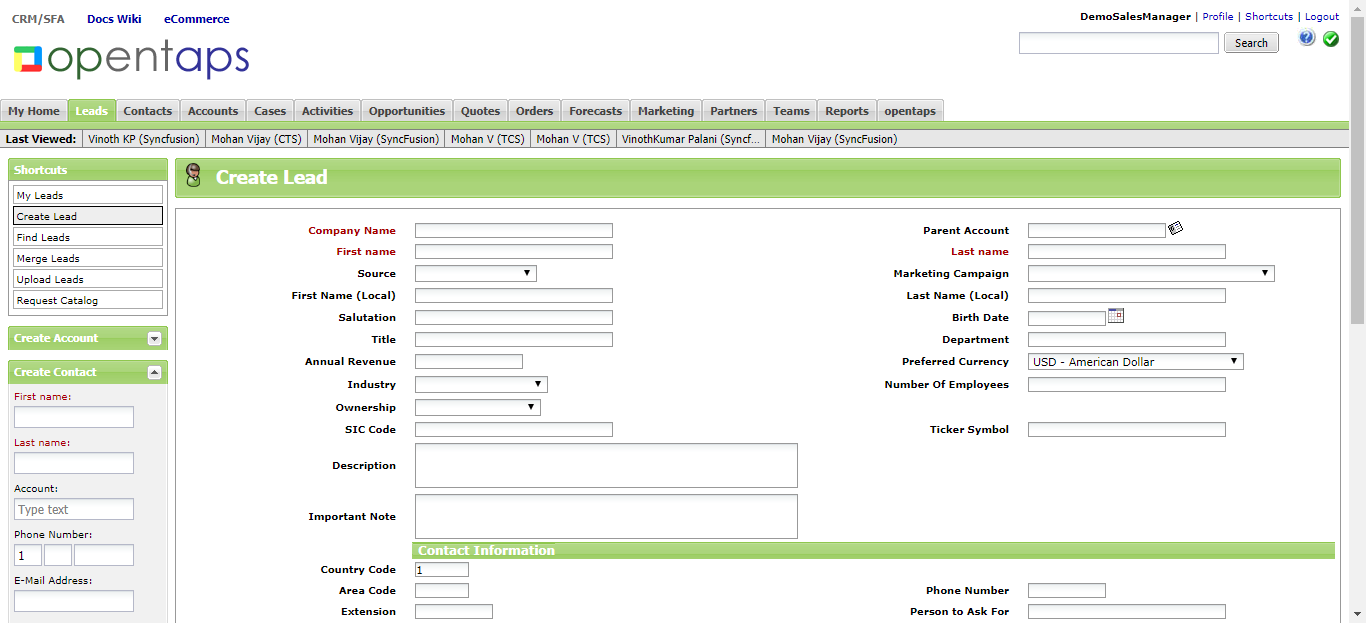 CRM/SFA Docs Wiki eCommerce
DemoSalesManager | Profile | Shortcuts | Logout
opentaps
Search
My Home Leads Contacts Accounts Cases Activities Opportunities Quotes Orders Forecasts Marketing Partners Teams Reports opentaps
Last Viewed: Vinoth KP (Syncfusion) Mohan Vijay (CTS) Mohan Vijay (SyncFusion) Mohan V (TCS) Mohan V (TCS) VinothKumar Palani (Syncf... Mohan Vijay (SyncFusion)
Shortcuts
My Leads
Create Lead
Find Leads
Merge Leads
Upload Leads
Request Catalog
Create Account
Create Contact
First name:
Last name:
Account:
Type text
Phone Number:
1
E-Mail Address:
Create Lead
Company Name Parent Account
First name Last name
Source Marketing Campaign
First Name (Local) Last Name (Local)
Salutation Birth Date
Title Department
Annual Revenue Preferred Currency USD - American Dollar
Industry Number Of Employees
Ownership
SIC Code Ticker Symbol
Description
Important Note
Contact Information
Country Code 1
Area Code Phone Number
Extension Person to Ask For